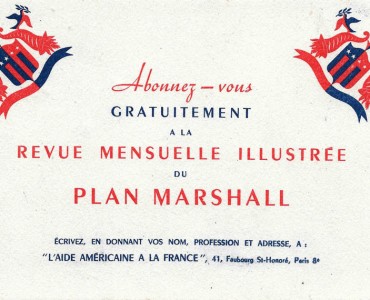 Abonnez-vous
GRATUITEMENT
A LA
REVUE MENSUELLE ILLUSTRÉE
DU
PLAN MARSHALL
ÉCRIVEZ, EN DONNANT VOS NOM, PROFESSION ET ADRESSE, A :
"L'AIDE AMÉRICAINE A LA FRANCE", 41, Faubourg St-Honoré, Paris 8e